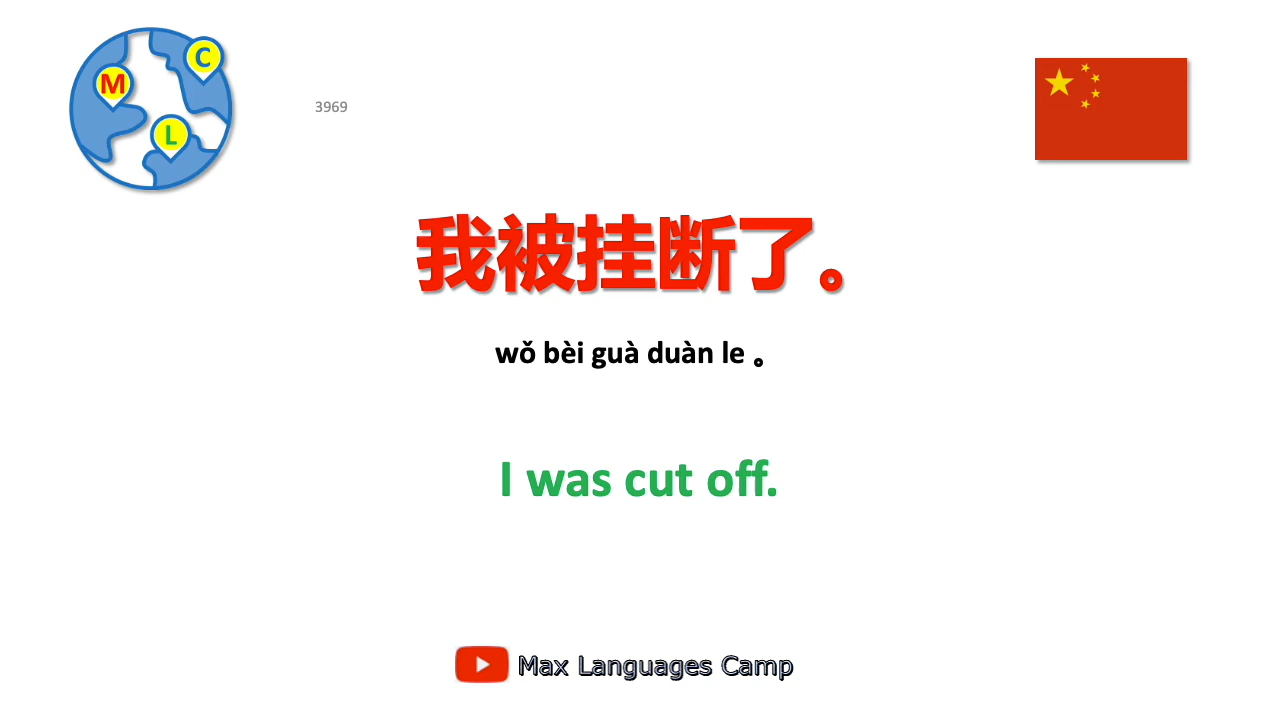 M
C
L
3969
我被挂断了。
wǒ bèi guà duàn le 。
I was cut off.
Max Languages Camp